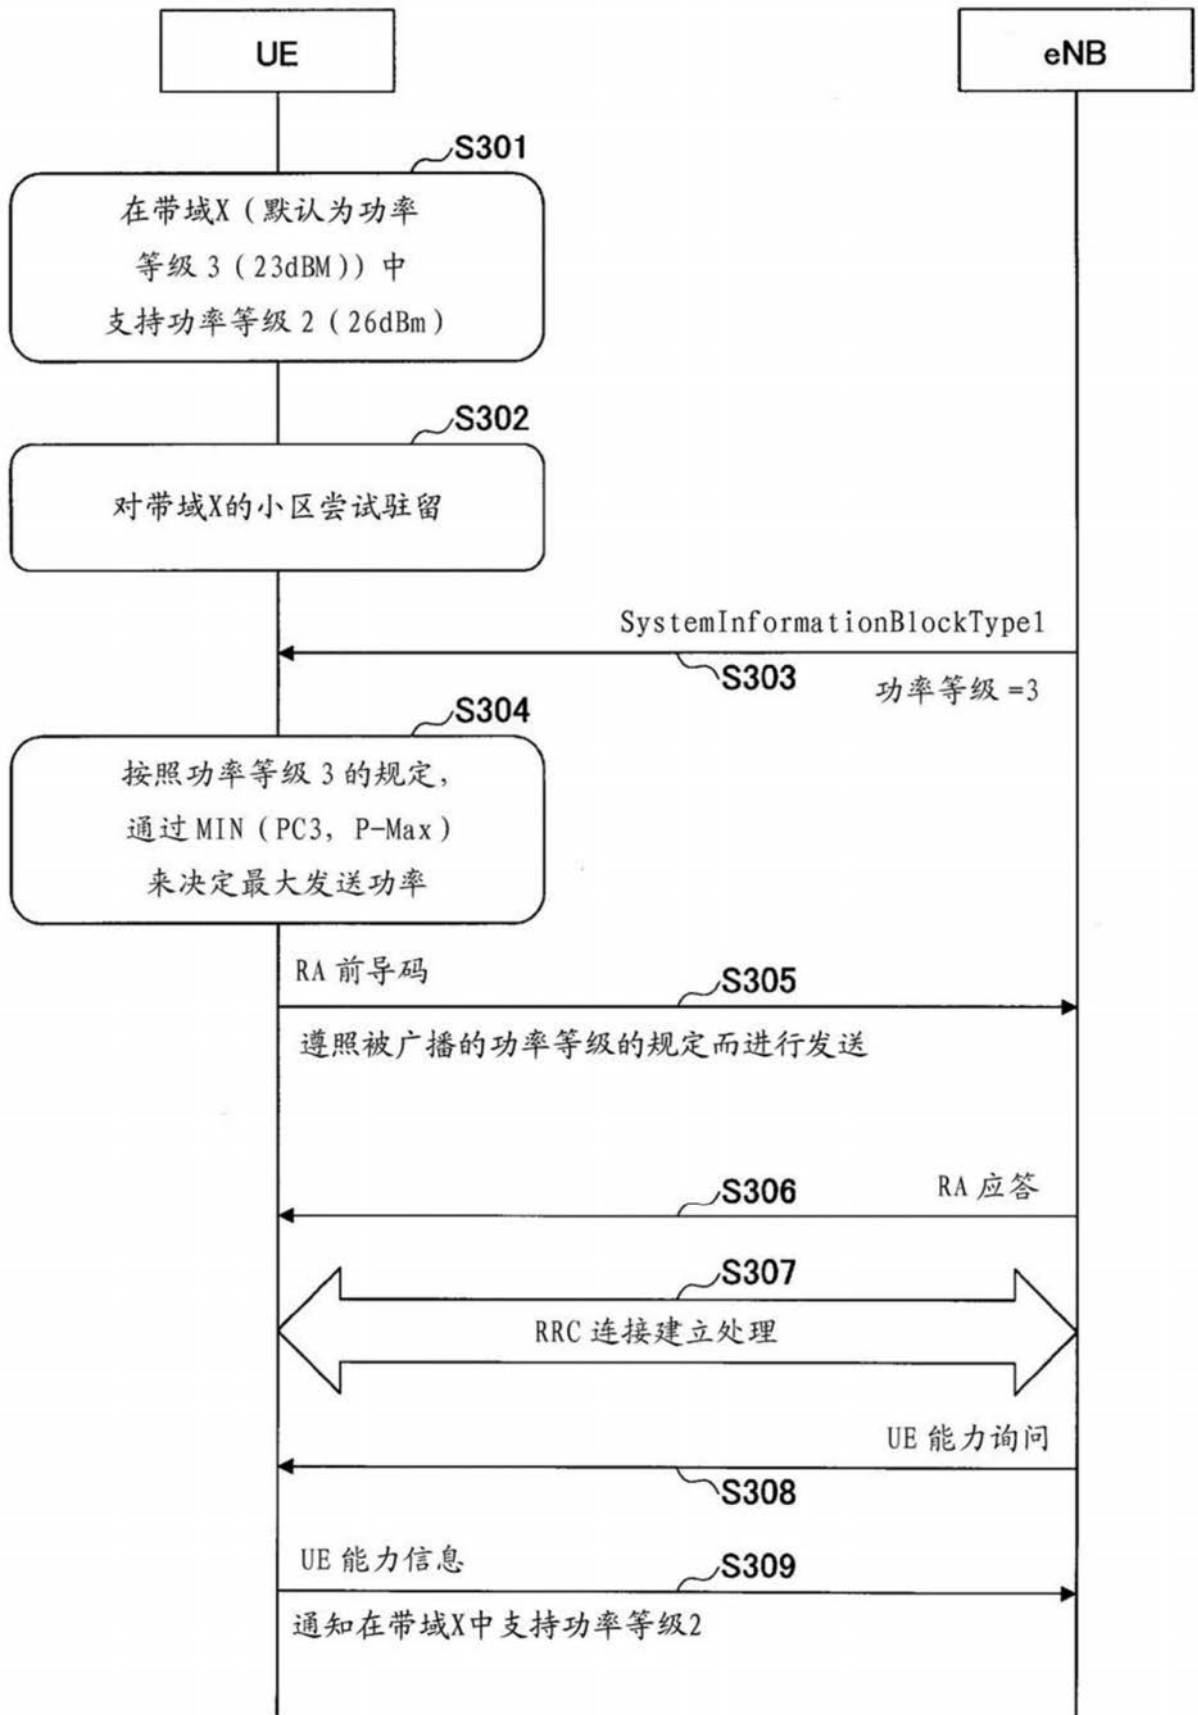 UE
eNB
S301
在带域X（默认为功率
等级 3（23dBM））中
支持功率等级 2（26dBm）
S302
对带域X的小区尝试驻留
SystemInformationBlockType1
S303
功率等级 =3
S304
按照功率等级 3 的规定，
通过 MIN（PC3, P-Max）
来决定最大发送功率
RA 前导码
S305
遵照被广播的功率等级的规定而进行发送
S306
RA 应答
S307
RRC 连接建立处理
UE 能力询问
S308
UE 能力信息
S309
通知在带域X中支持功率等级2